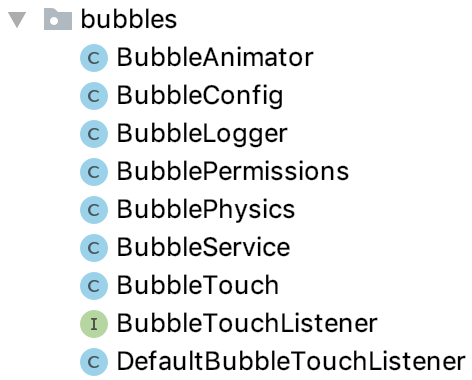 bubbles
C BubbleAnimator
C BubbleConfig
C BubbleLogger
C BubblePermissions
C BubblePhysics
C BubbleService
C BubbleTouch
I BubbleTouchListener
C DefaultBubbleTouchListener